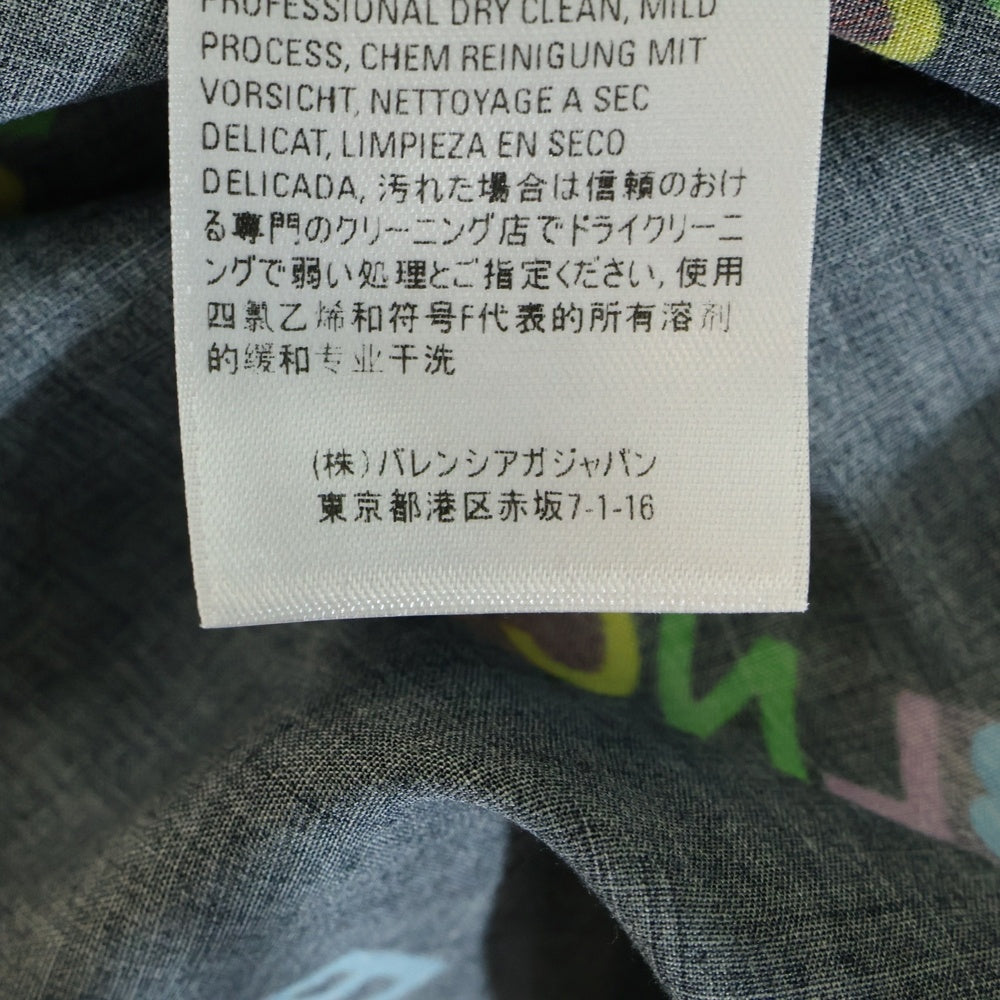 PROFESSIONAL DRY CLEAN, MILD
PROCESS, CHEM REINIGUNG MIT
VORSICHT, NETTOYAGE A SEC
DELICAT, LIMPIEZA EN SECO
DELICADA, 汚れた場合は信頼のおけ
る専門のクリーニング店でドライクリーニ
ングで弱い処理とご指定ください, 使用
四氯乙烯和符号F代表的所有溶剂
的缓和专业干洗
(株)バレンシアガジャパン
東京都港区赤坂7-1-16